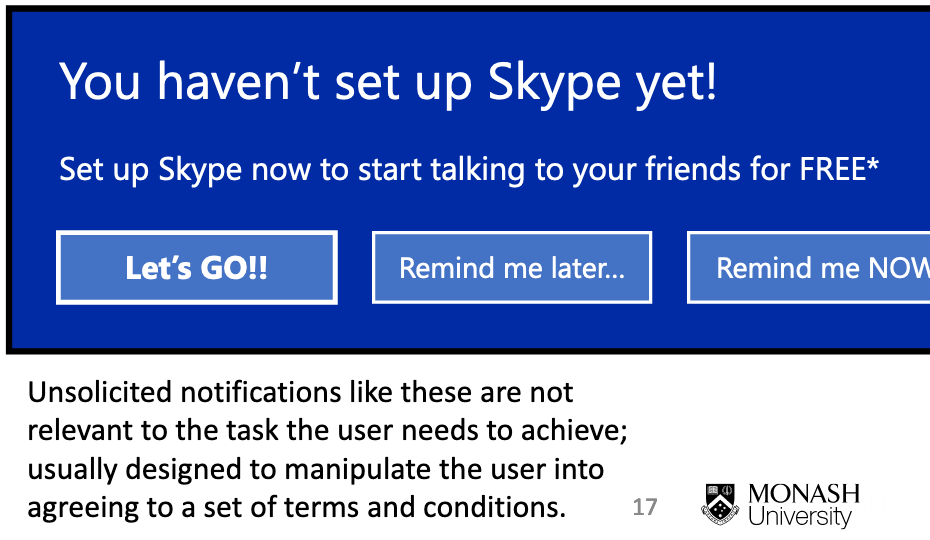 You haven’t set up Skype yet!
Set up Skype now to start talking to your friends for FREE*
Let’s GO!!
Remind me later...
Remind me NOW
Unsolicited notifications like these are not
relevant to the task the user needs to achieve;
usually designed to manipulate the user into
agreeing to a set of terms and conditions.
17
MONASH
University